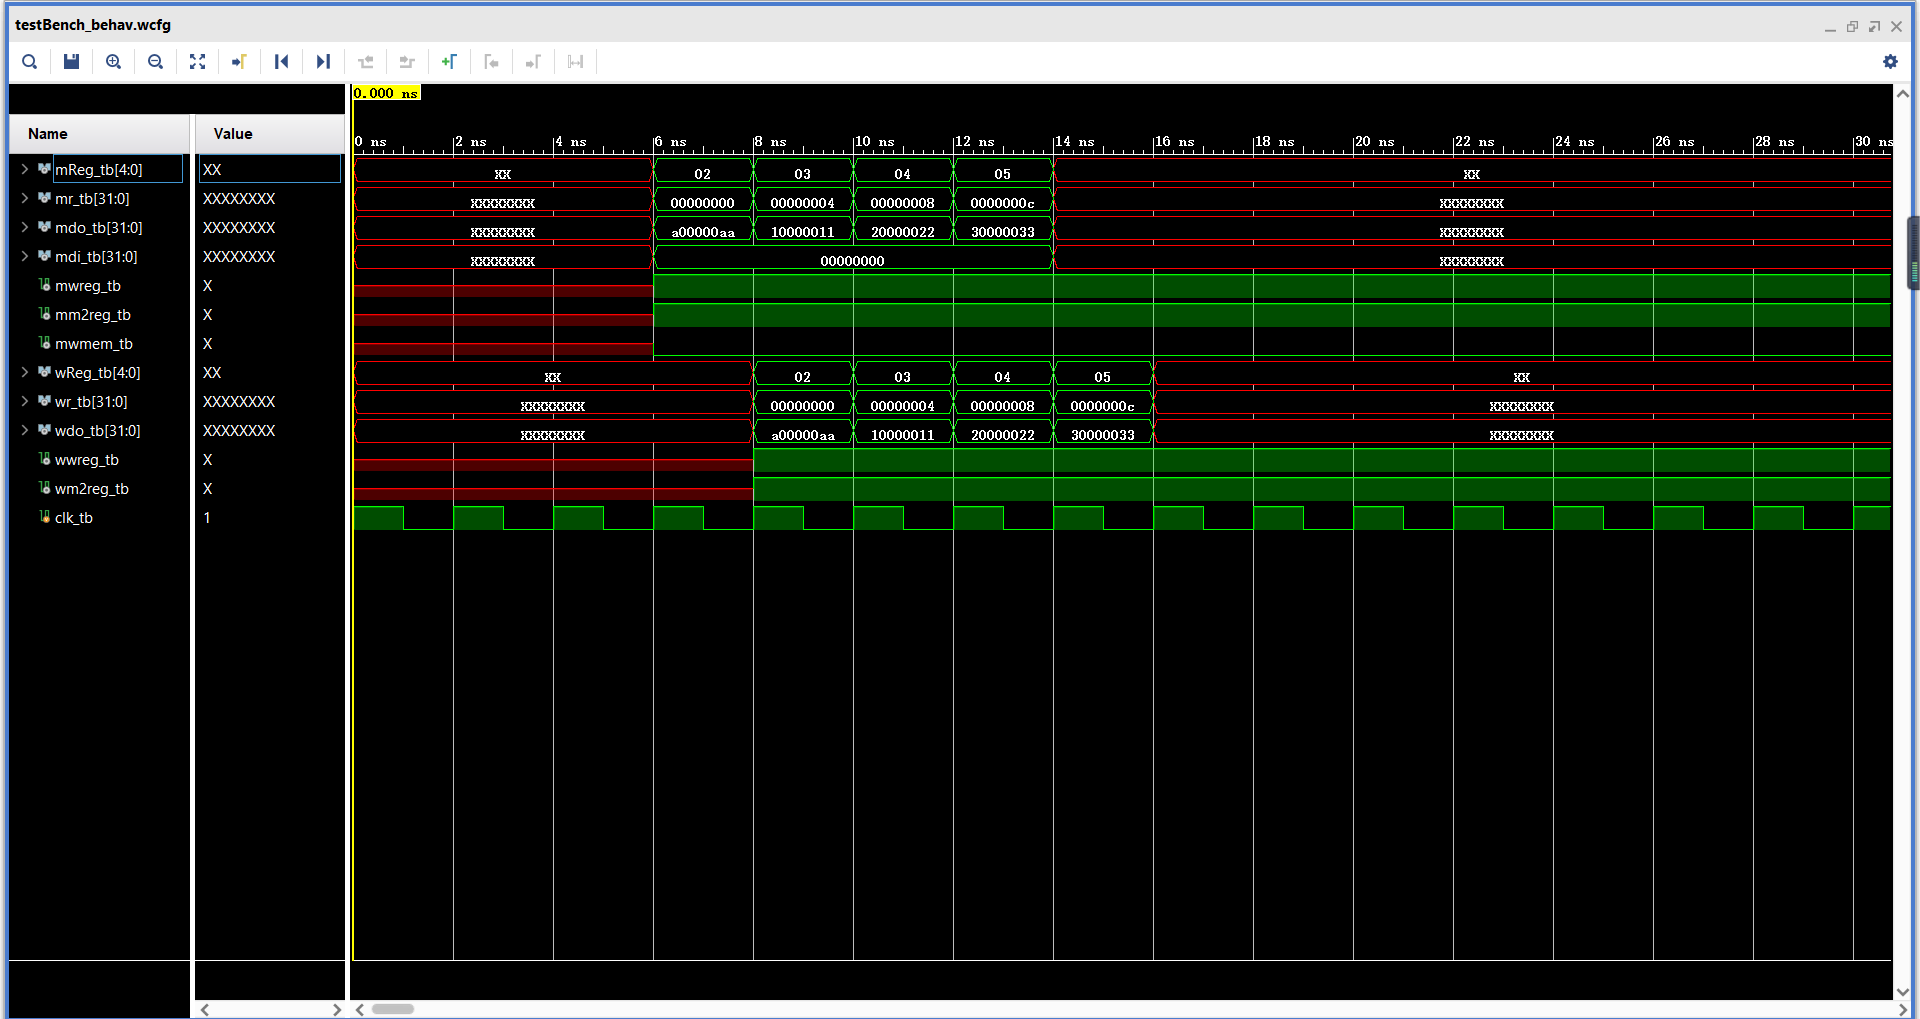 testBench_behav.wcfg
0.000 ns
Name Value
0 ns 2 ns 4 ns 6 ns 8 ns 10 ns 12 ns 14 ns 16 ns 18 ns 20 ns 22 ns 24 ns 26 ns 28 ns 30 ns
mReg_tb[4:0] XX XX 02 03 04 05 XX
mr_tb[31:0] XXXXXXXX XXXXXXXX 00000000 00000004 00000008 0000000c XXXXXXXX
mdo_tb[31:0] XXXXXXXX XXXXXXXX a00000aa 10000011 20000022 30000033 XXXXXXXX
mdi_tb[31:0] XXXXXXXX XXXXXXXX 00000000 XXXXXXXX
mwreg_tb X
mm2reg_tb X
mwmem_tb X
wReg_tb[4:0] XX XX 02 03 04 05 XX
wr_tb[31:0] XXXXXXXX XXXXXXXX 00000000 00000004 00000008 0000000c XXXXXXXX
wdo_tb[31:0] XXXXXXXX XXXXXXXX a00000aa 10000011 20000022 30000033 XXXXXXXX
wwreg_tb X
wm2reg_tb X
clk_tb 1